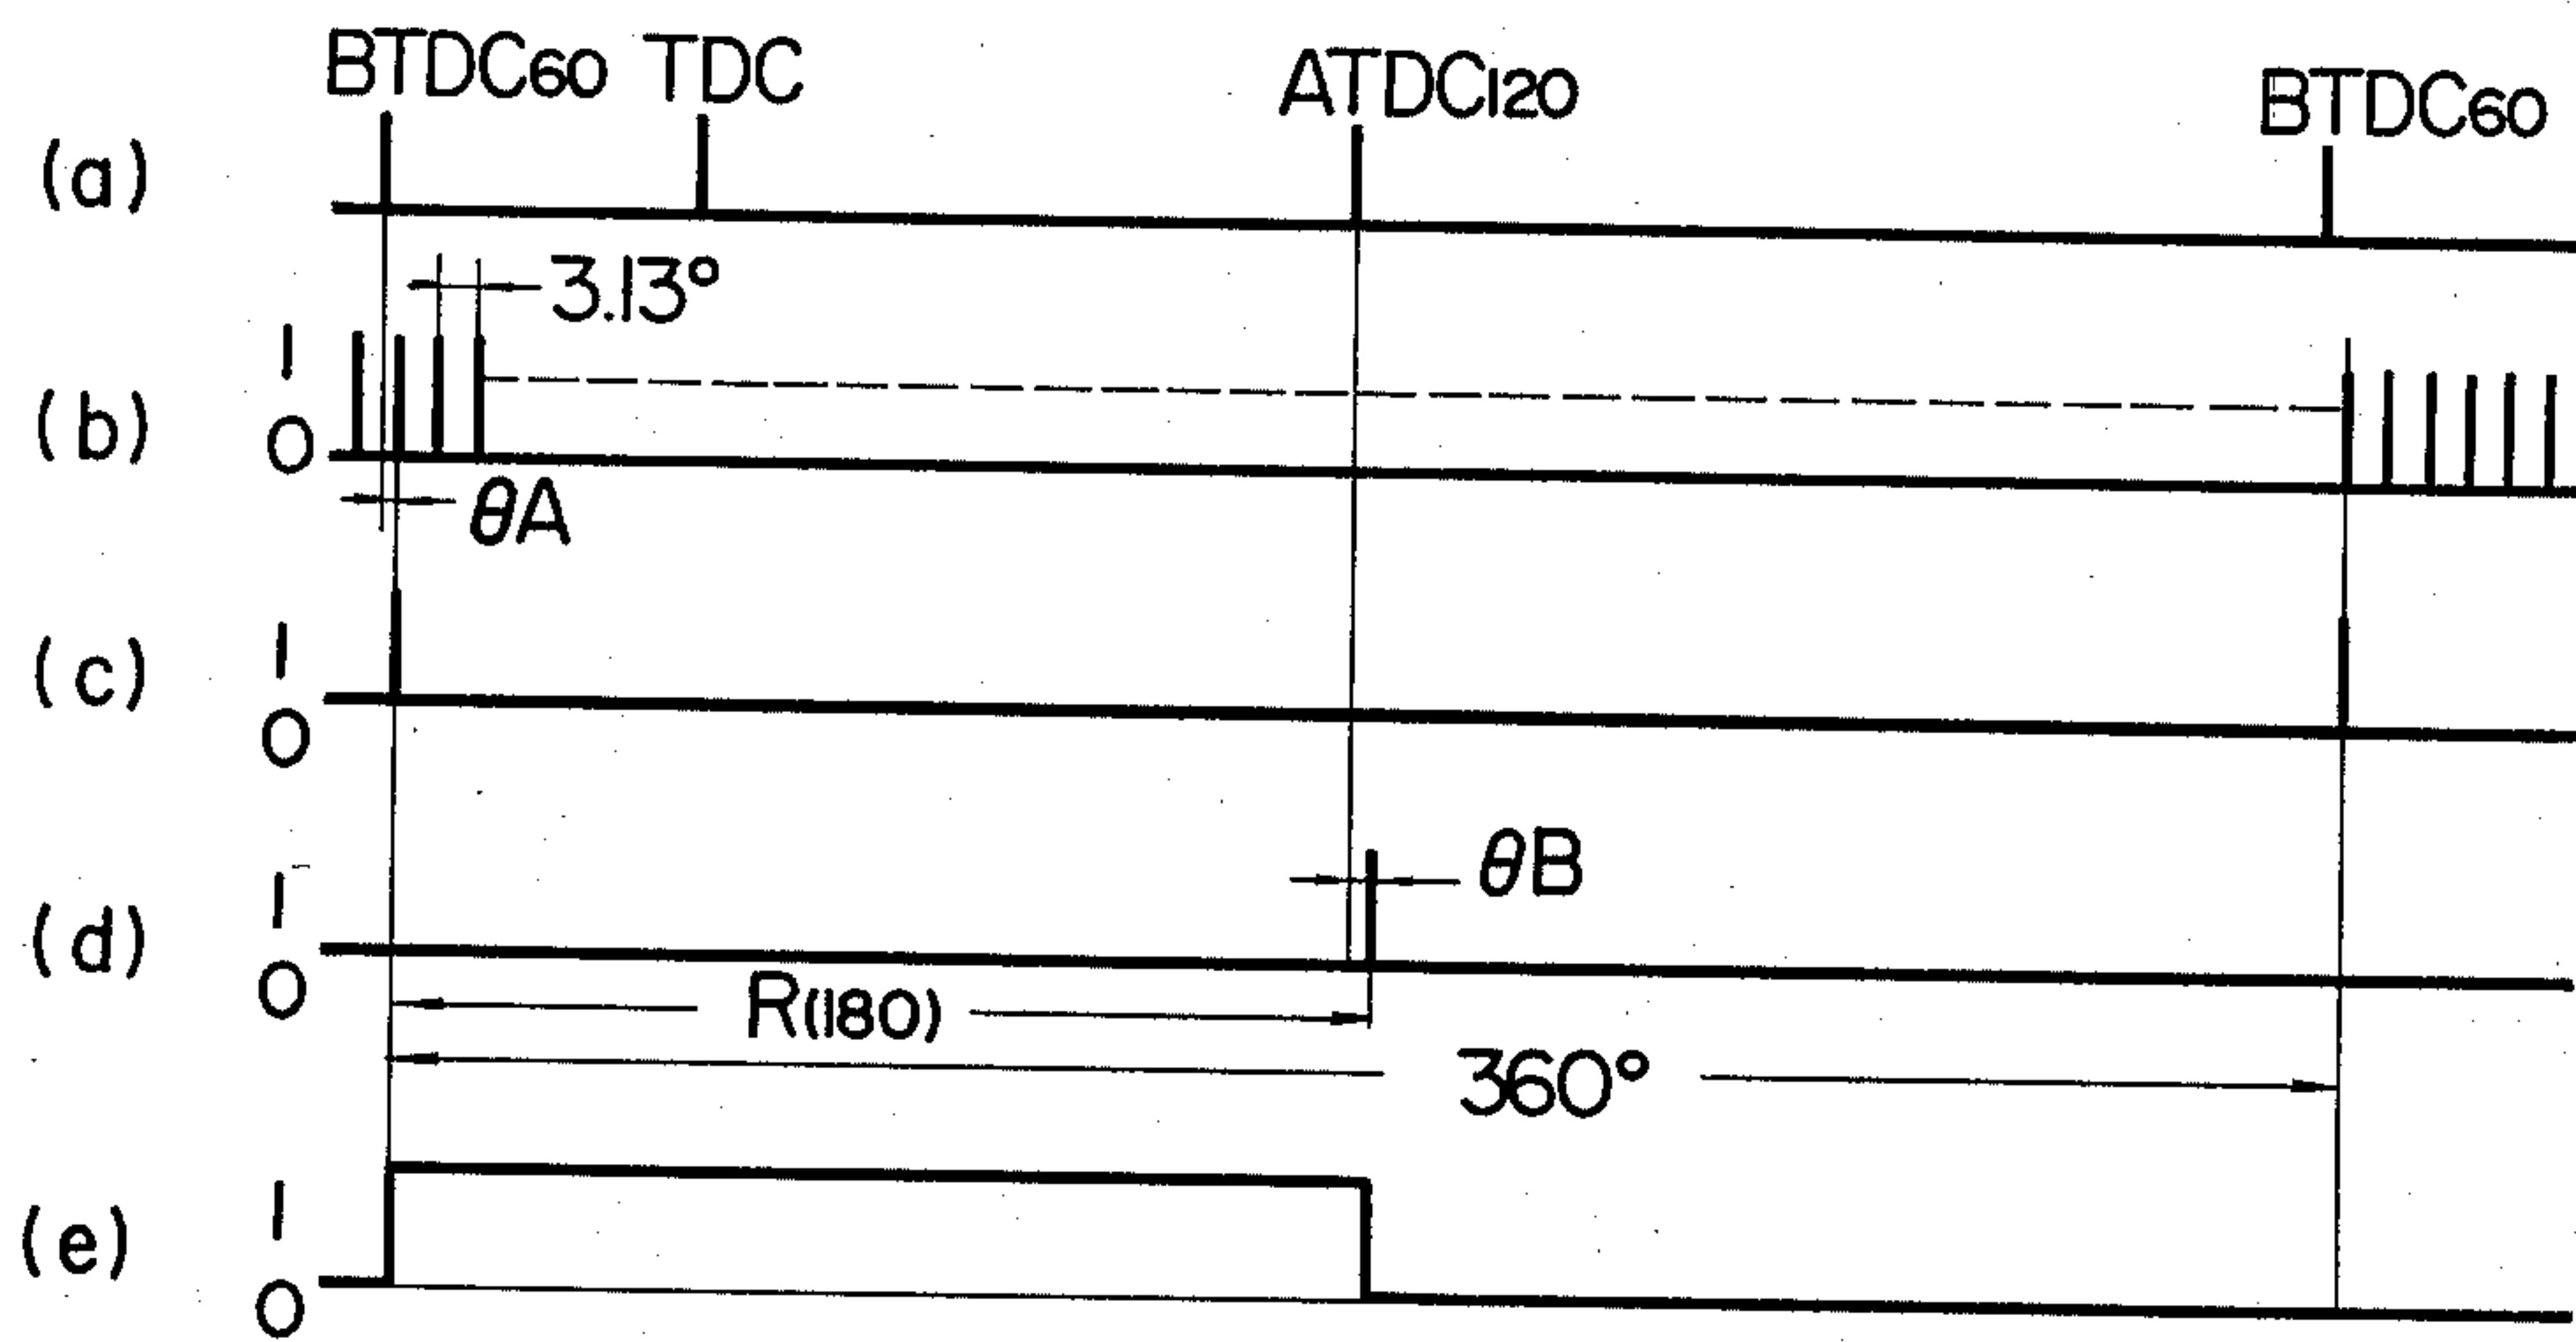 BTDC60 TDC ATDC120 BTDC60
(a)
3.13°
1
(b)
0
θA
(c)
1
0
θB
(d)
1
0
R(180)
360°
(e)
1
0